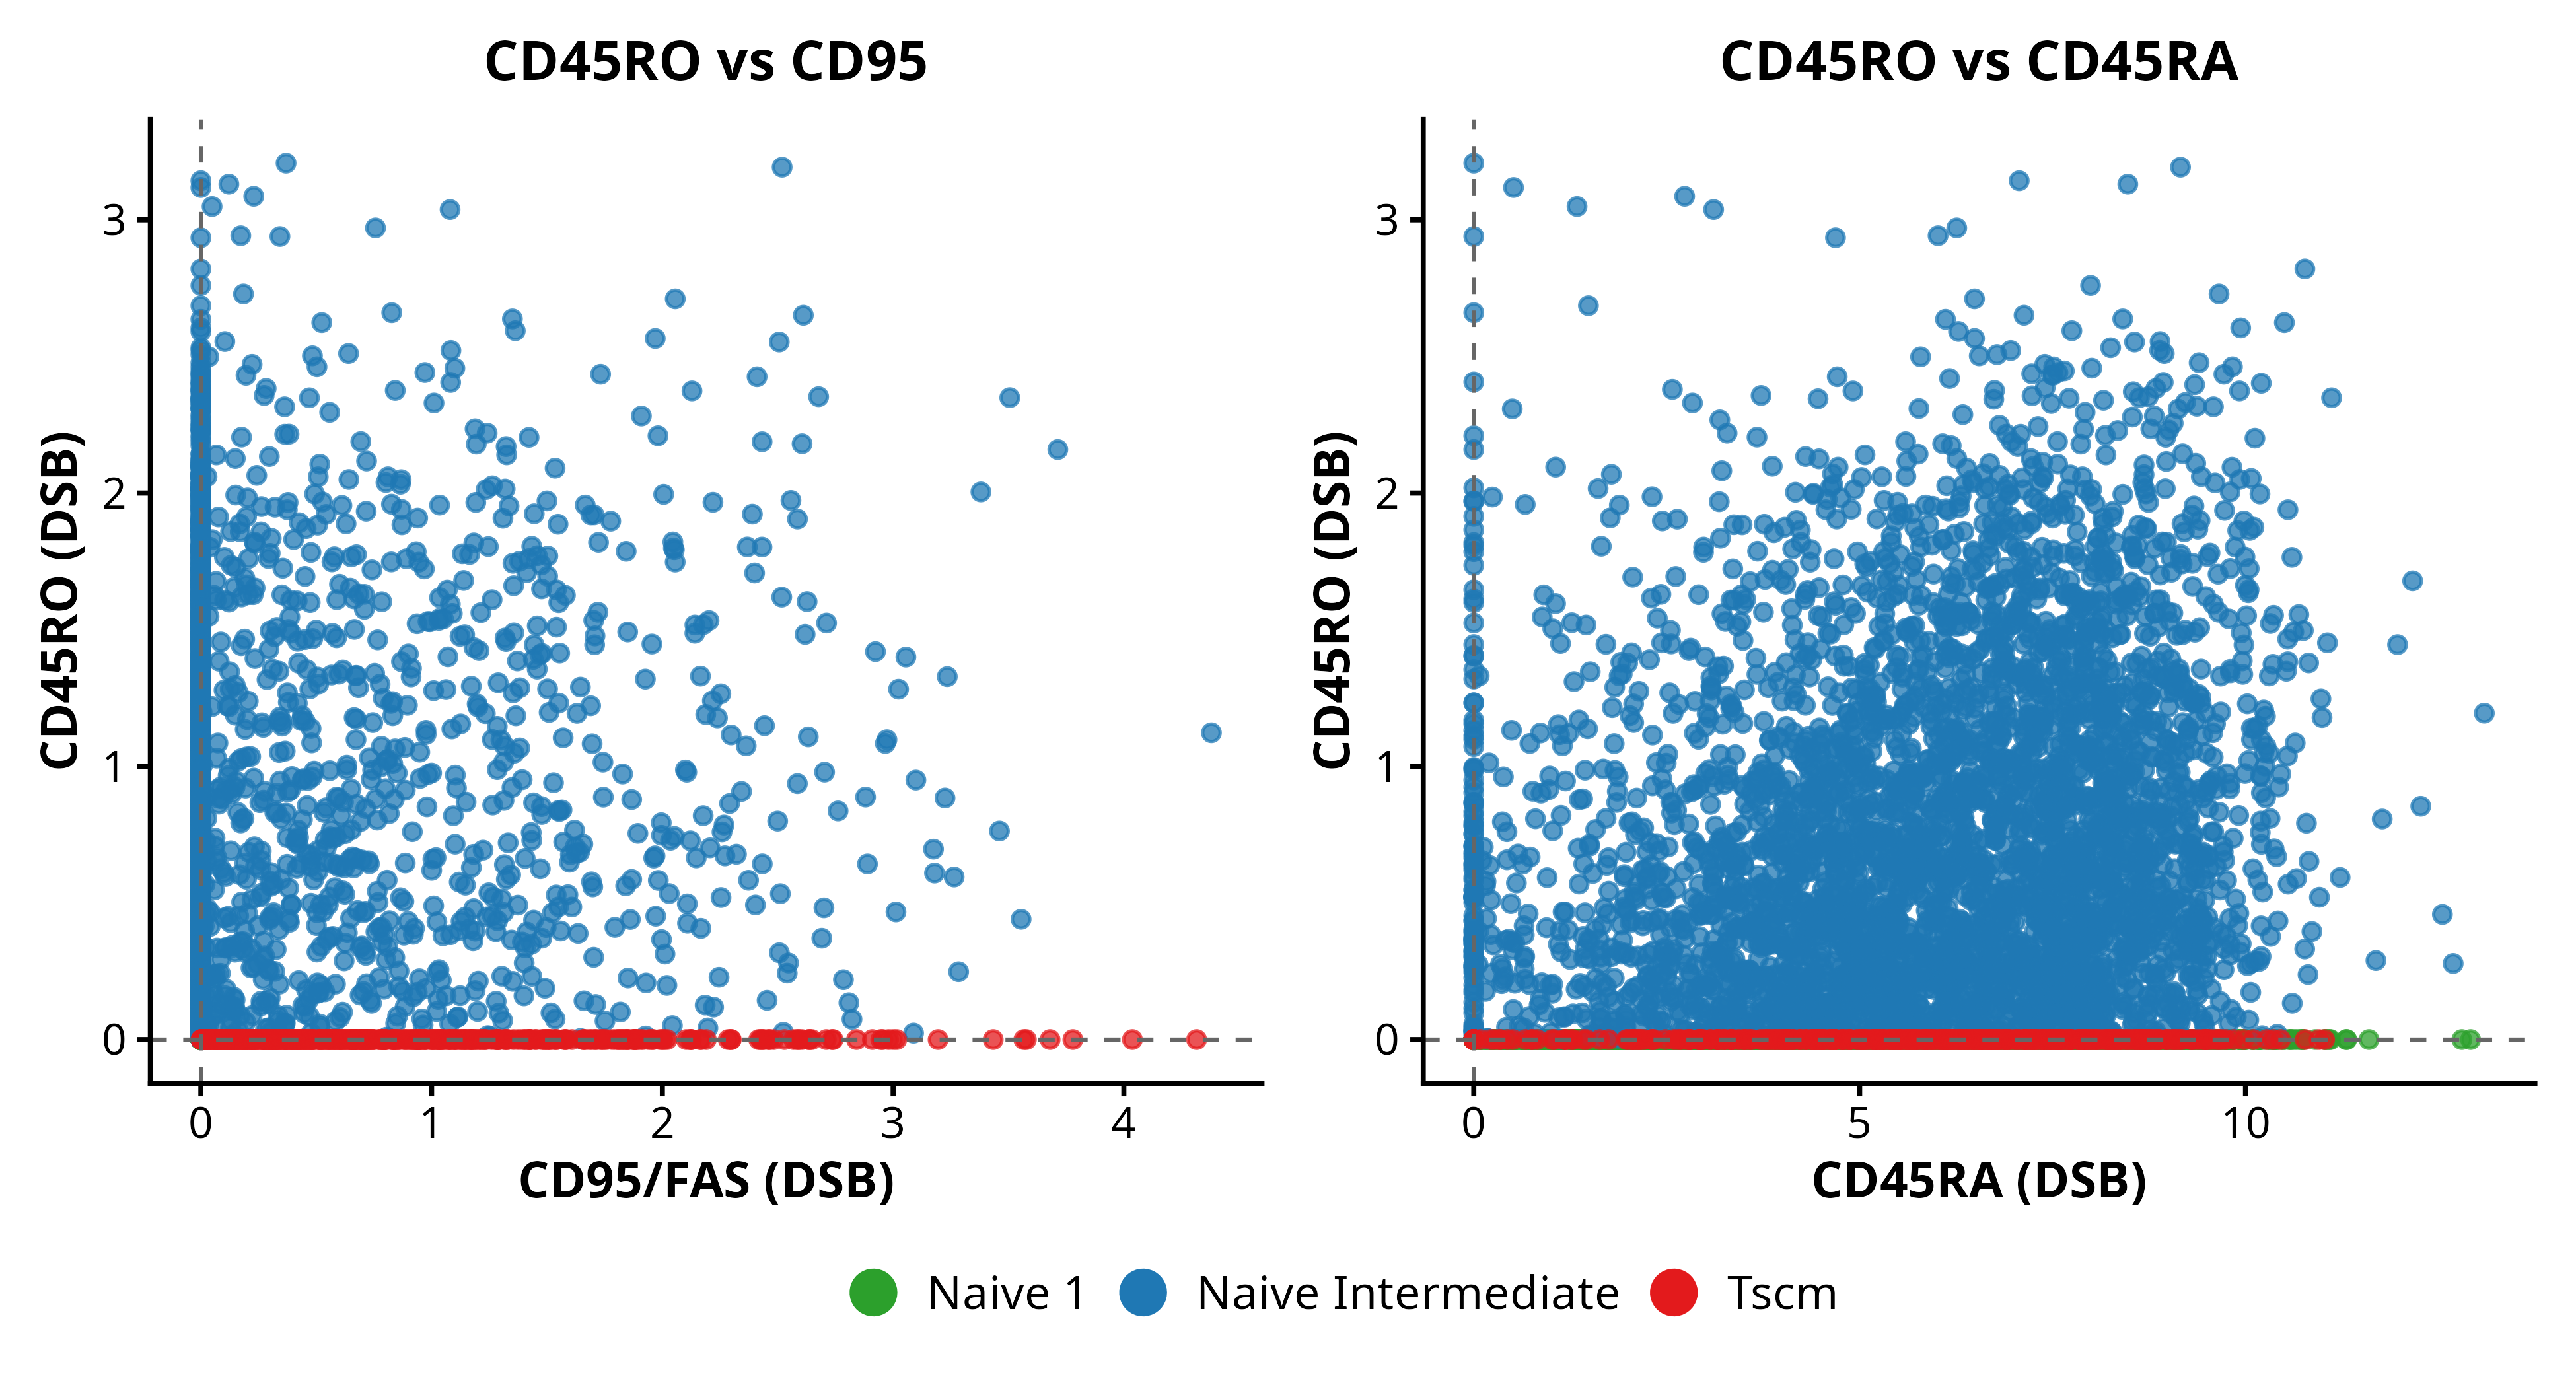 CD45RO vs CD95
CD45RO (DSB)
3
2
1
0
0 1 2 3 4
CD95/FAS (DSB)
CD45RO vs CD45RA
CD45RO (DSB)
3
2
1
0
0 5 10
CD45RA (DSB)
Naive 1 Naive Intermediate Tscm